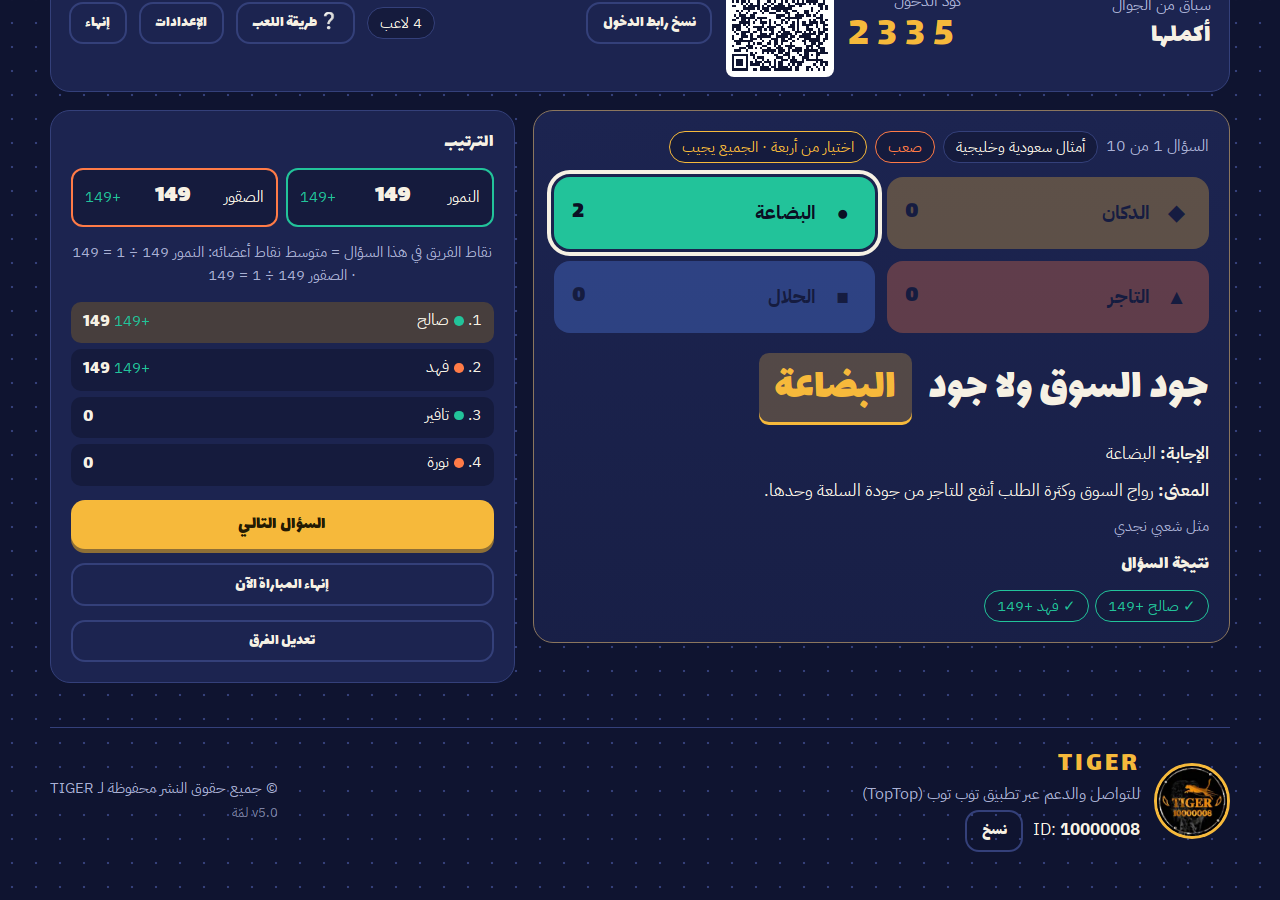 سباق من الجوال
أكملها
كود الدخول
2335
نسخ رابط الدخول
4 لاعب
❔ طريقة اللعب
الإعدادات
إنهاء
السؤال 1 من 10
أمثال سعودية وخليجية
صعب
اختيار من أربعة · الجميع يجيب
◆ الدكان 0
● البضاعة 2
▲ التاجر 0
■ الحلال 0
جود السوق ولا جود البضاعة
الإجابة: البضاعة
المعنى: رواج السوق وكثرة الطلب أنفع للتاجر من جودة السلعة وحدها.
مثل شعبي نجدي
نتيجة السؤال
✓ صالح +149
✓ فهد +149
الترتيب
النمور 149 +149
الصقور 149 +149
نقاط الفريق في هذا السؤال = متوسط نقاط أعضائه: النمور 149 ÷ 1 = 149
· الصقور 149 ÷ 1 = 149
1. صالح +149 149
2. فهد +149 149
3. تافير 0
4. نورة 0
السؤال التالي
إنهاء المباراة الآن
تعديل الفرق
TIGER
10000008
TIGER
للتواصل والدعم عبر تطبيق توب توب (TopTop)
ID: 10000008
نسخ
© جميع حقوق النشر محفوظة لـ TIGER
لمّة v5.0